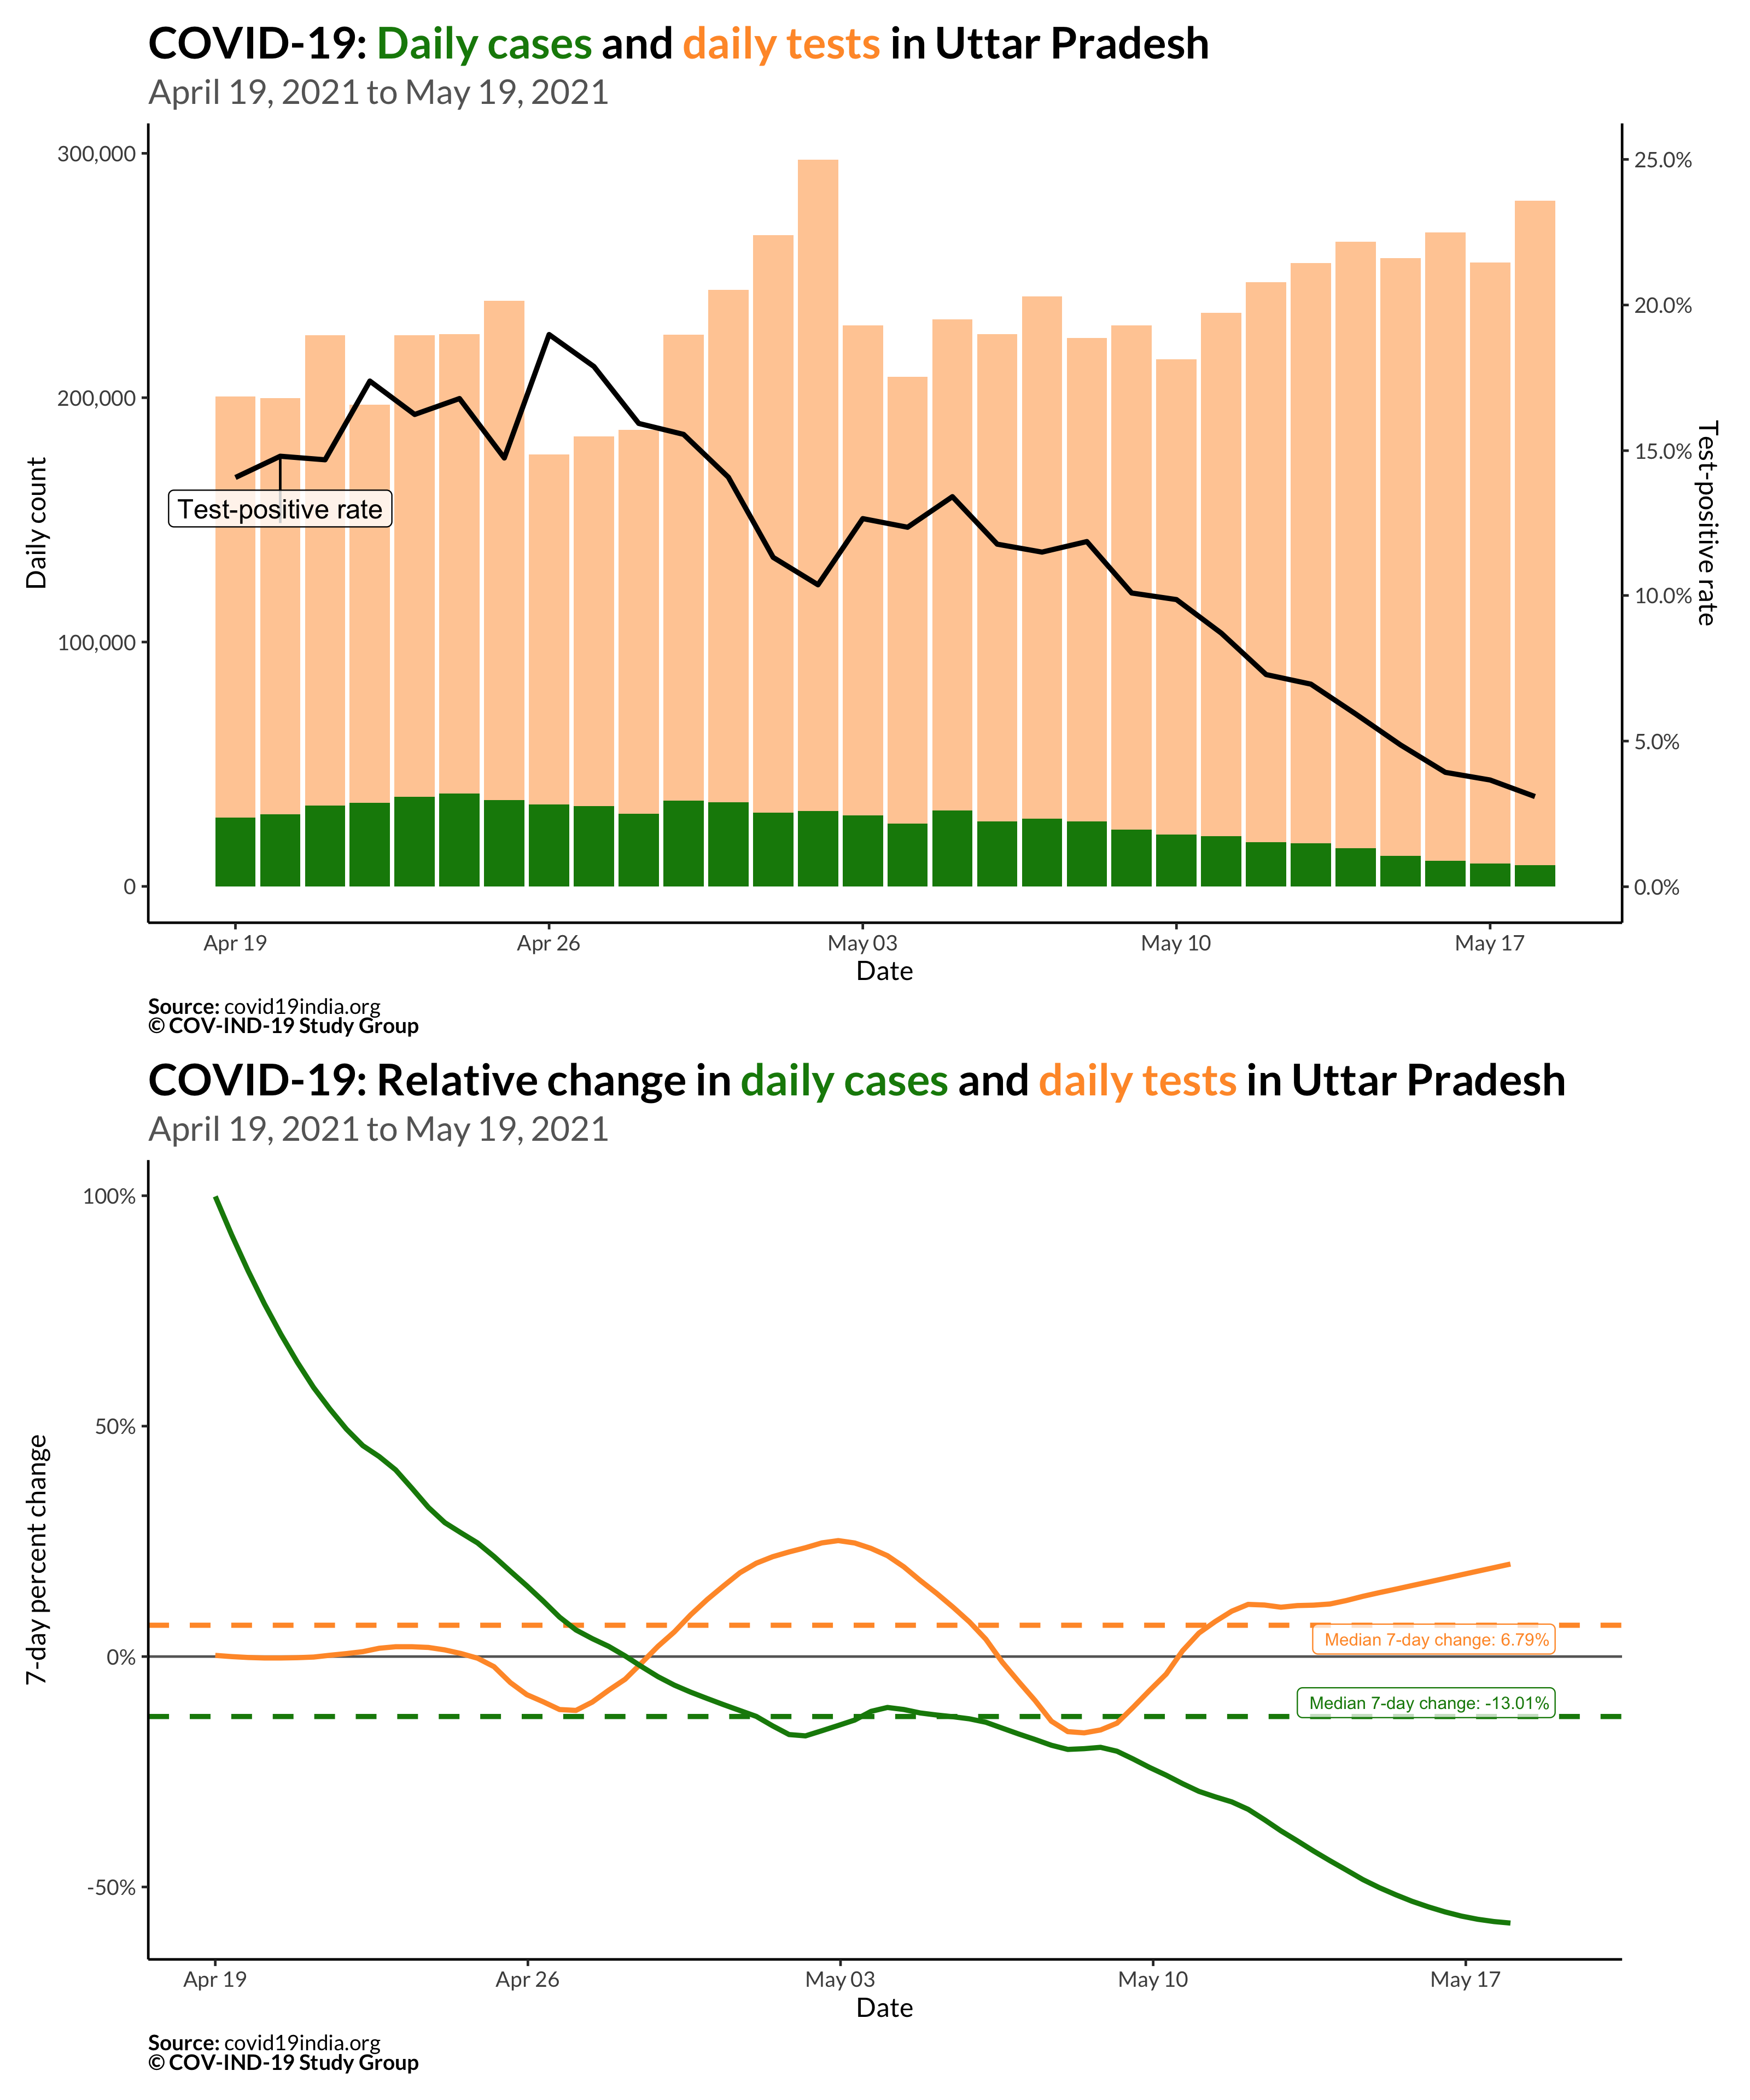 COVID-19: Daily cases and daily tests in Uttar Pradesh
April 19, 2021 to May 19, 2021
300,000
200,000
100,000
0
Daily count
25.0%
20.0%
15.0%
10.0%
5.0%
0.0%
Test-positive rate
Test-positive rate
Apr 19
Apr 26
May 03
May 10
May 17
Date
Source: covid19india.org
© COV-IND-19 Study Group
COVID-19: Relative change in daily cases and daily tests in Uttar Pradesh
April 19, 2021 to May 19, 2021
100%
50%
0%
-50%
7-day percent change
Median 7-day change: 6.79%
Median 7-day change: -13.01%
Apr 19
Apr 26
May 03
May 10
May 17
Date
Source: covid19india.org
© COV-IND-19 Study Group